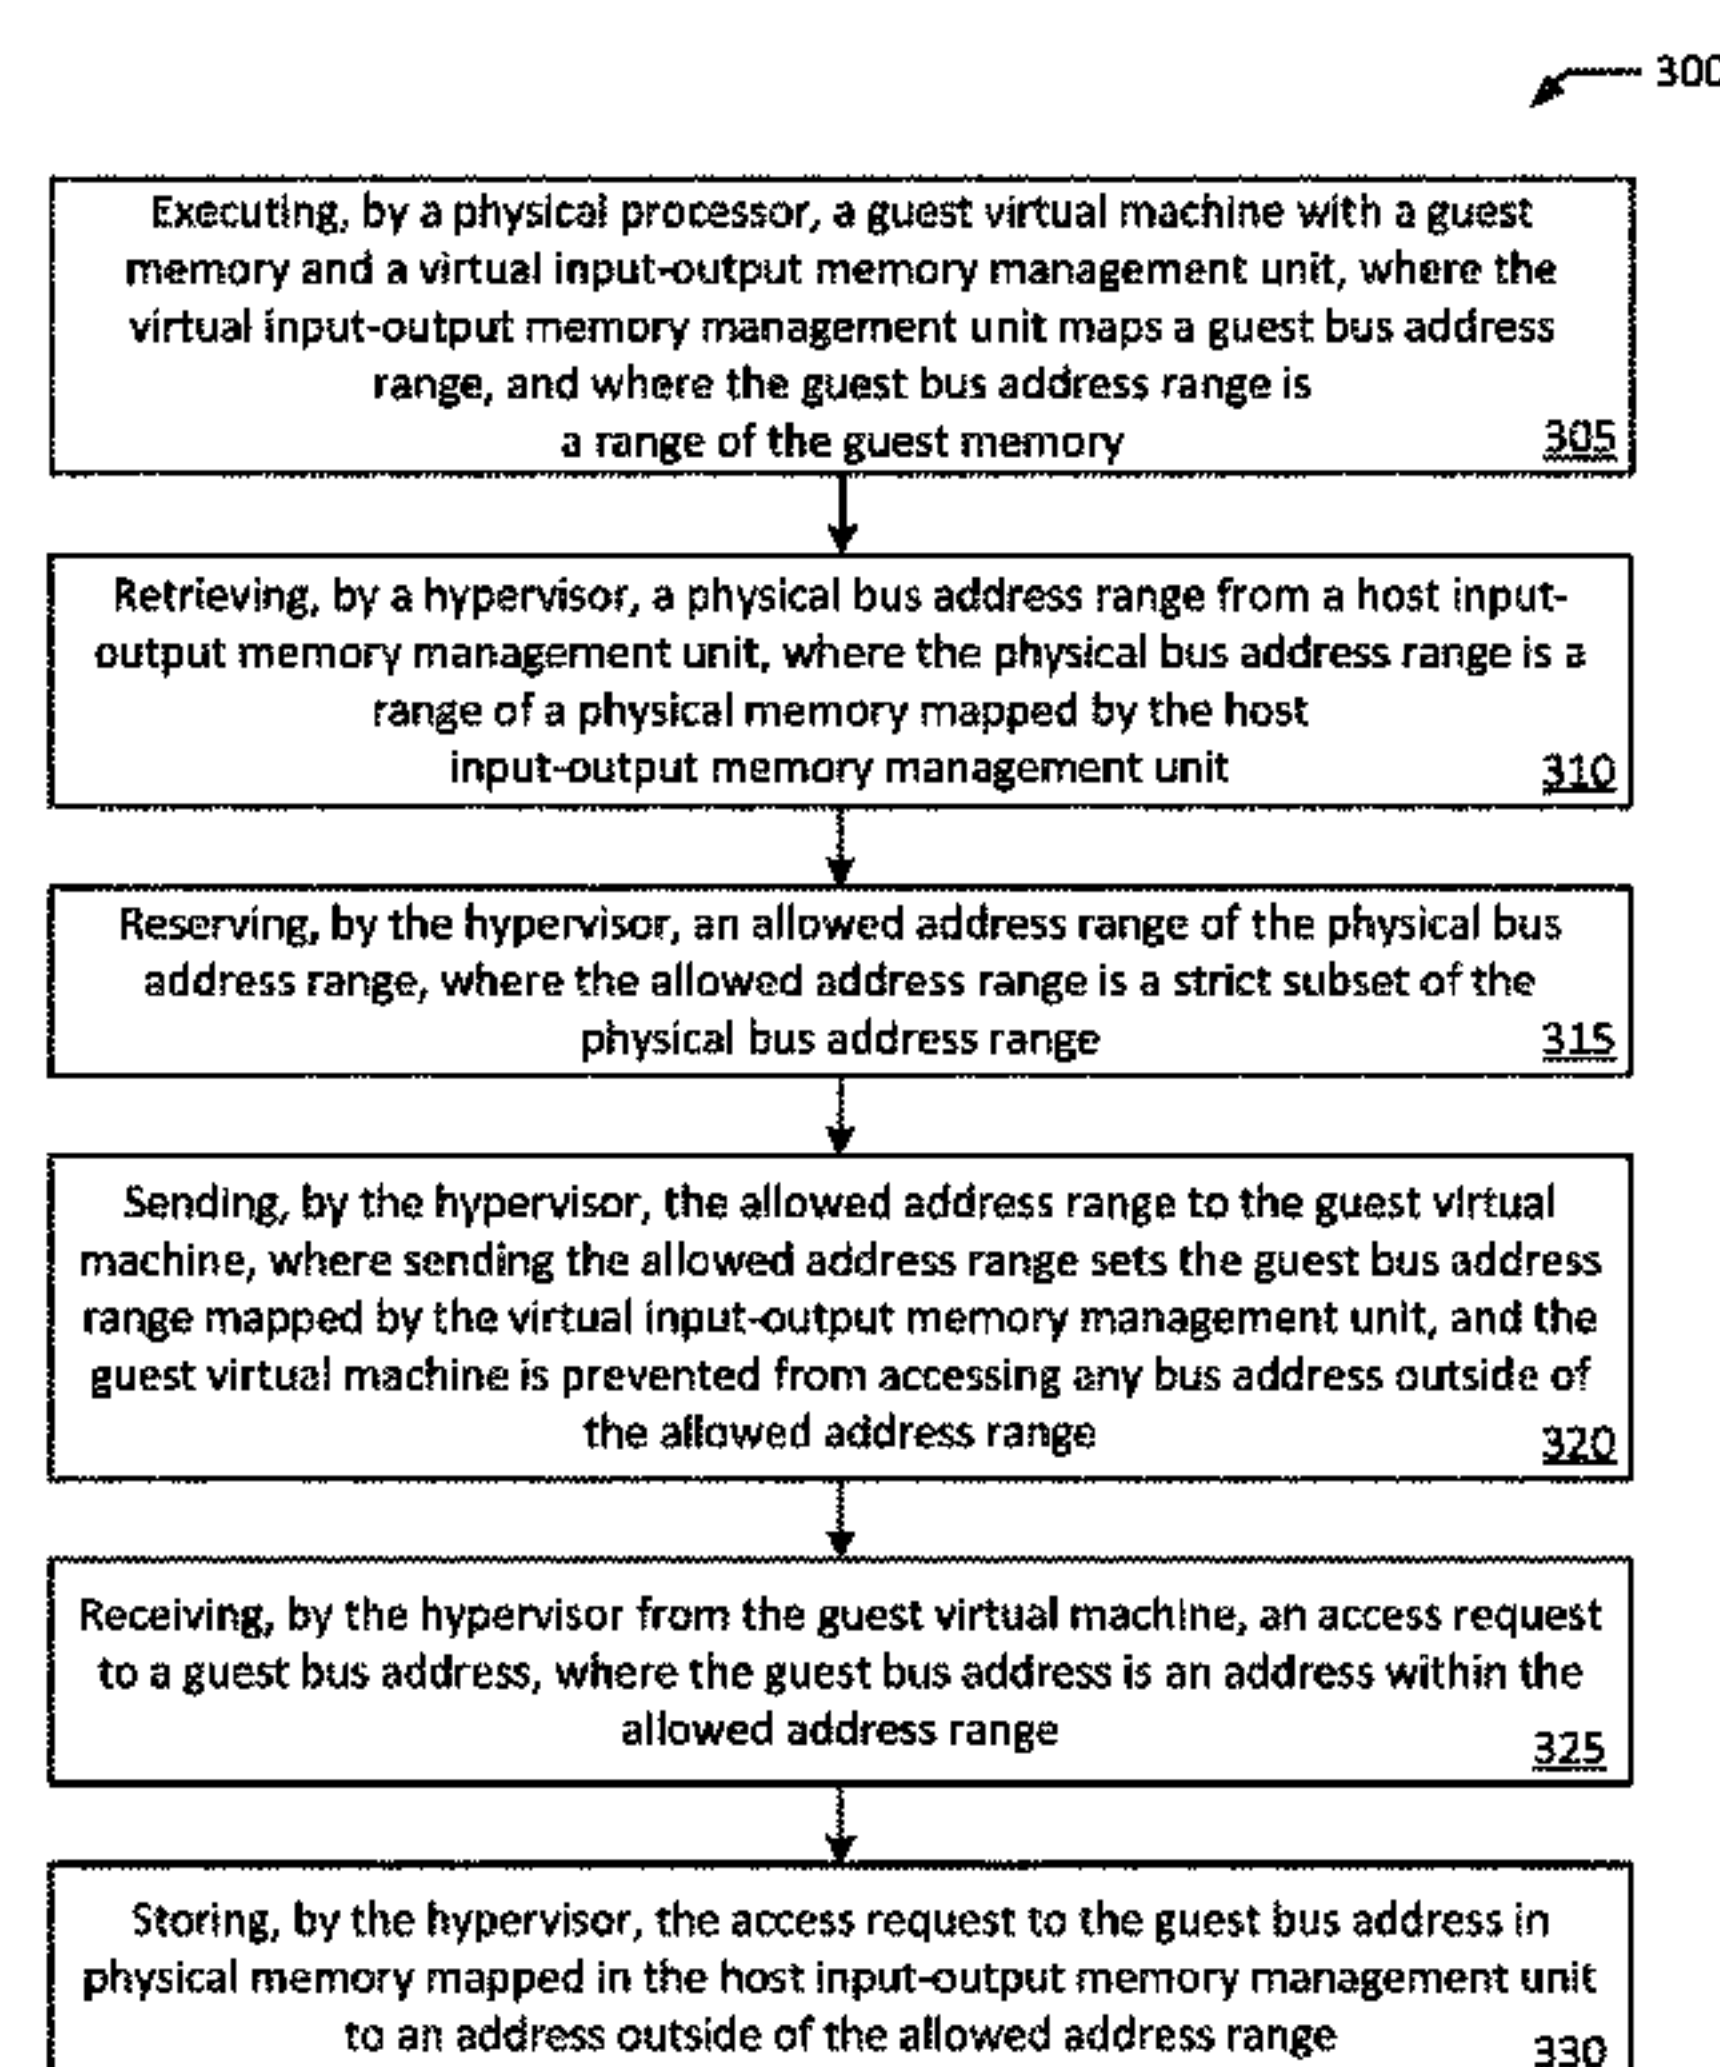 300
Executing, by a physical processor, a guest virtual machine with a guest
memory and a virtual input-output memory management unit, where the
virtual input-output memory management unit maps a guest bus address
range, and where the guest bus address range is
a range of the guest memory
305
Retrieving, by a hypervisor, a physical bus address range from a host input-
output memory management unit, where the physical bus address range is a
range of a physical memory mapped by the host
input-output memory management unit
310
Reserving, by the hypervisor, an allowed address range of the physical bus
address range, where the allowed address range is a strict subset of the
physical bus address range
315
Sending, by the hypervisor, the allowed address range to the guest virtual
machine, where sending the allowed address range sets the guest bus address
range mapped by the virtual input-output memory management unit, and the
guest virtual machine is prevented from accessing any bus address outside of
the allowed address range
320
Receiving, by the hypervisor from the guest virtual machine, an access request
to a guest bus address, where the guest bus address is an address within the
allowed address range
325
Storing, by the hypervisor, the access request to the guest bus address in
physical memory mapped in the host input-output memory management unit
to an address outside of the allowed address range
330